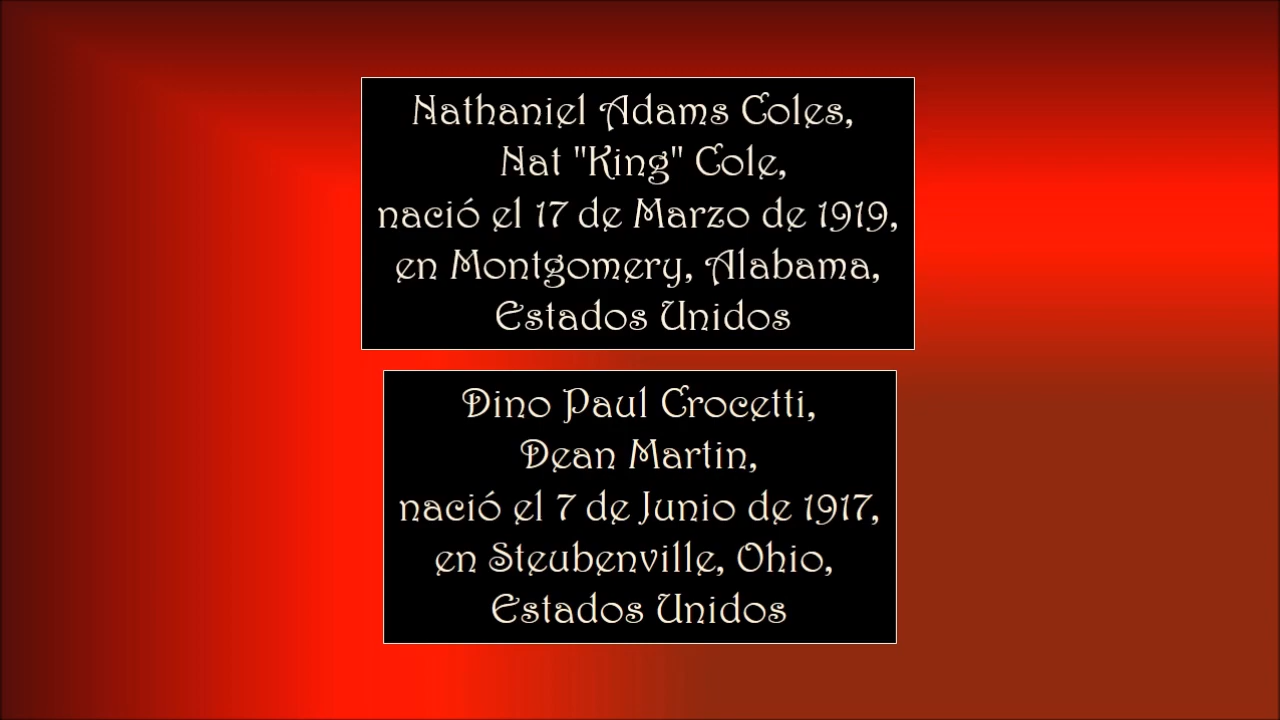 Nathaniel Adams Coles,
Nat "King" Cole,
nació el 17 de Marzo de 1919,
en Montgomery, Alabama,
Estados Unidos
Dino Paul Crocetti,
Dean Martin,
nació el 7 de Junio de 1917,
en Steubenville, Ohio,
Estados Unidos